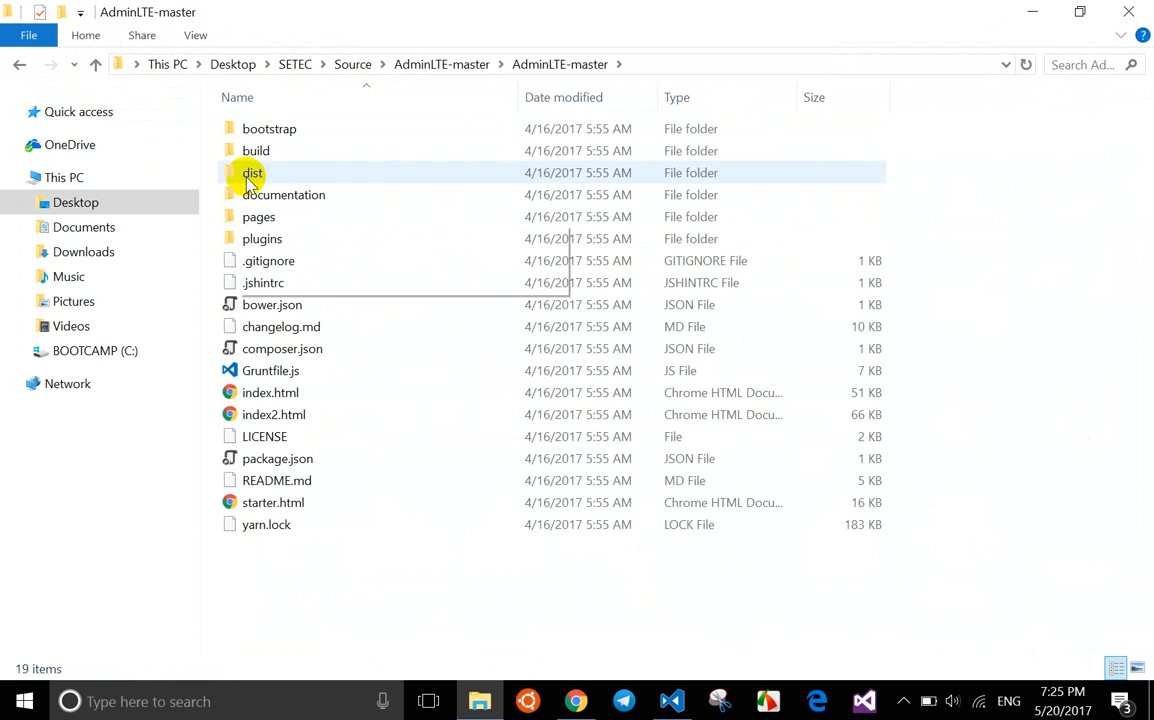 AdminLTE-master
File Home Share View
This PC Desktop SETEC Source AdminLTE-master AdminLTE-master Search Ad...
Name Date modified Type Size
Quick access
OneDrive
This PC
Desktop
Documents
Downloads
Music
Pictures
Videos
BOOTCAMP (C:)
Network
bootstrap 4/16/2017 5:55 AM File folder
build 4/16/2017 5:55 AM File folder
dist 4/16/2017 5:55 AM File folder
documentation 4/16/2017 5:55 AM File folder
pages 4/16/2017 5:55 AM File folder
plugins 4/16/2017 5:55 AM File folder
.gitignore 4/16/2017 5:55 AM GITIGNORE File 1 KB
.jshintrc 4/16/2017 5:55 AM JSHINTRC File 1 KB
bower.json 4/16/2017 5:55 AM JSON File 1 KB
changelog.md 4/16/2017 5:55 AM MD File 10 KB
composer.json 4/16/2017 5:55 AM JSON File 1 KB
Gruntfile.js 4/16/2017 5:55 AM JS File 7 KB
index.html 4/16/2017 5:55 AM Chrome HTML Docu... 51 KB
index2.html 4/16/2017 5:55 AM Chrome HTML Docu... 66 KB
LICENSE 4/16/2017 5:55 AM File 2 KB
package.json 4/16/2017 5:55 AM JSON File 1 KB
README.md 4/16/2017 5:55 AM MD File 5 KB
starter.html 4/16/2017 5:55 AM Chrome HTML Docu... 16 KB
yarn.lock 4/16/2017 5:55 AM LOCK File 183 KB
19 items
Type here to search
ENG
7:25 PM
5/20/2017
3